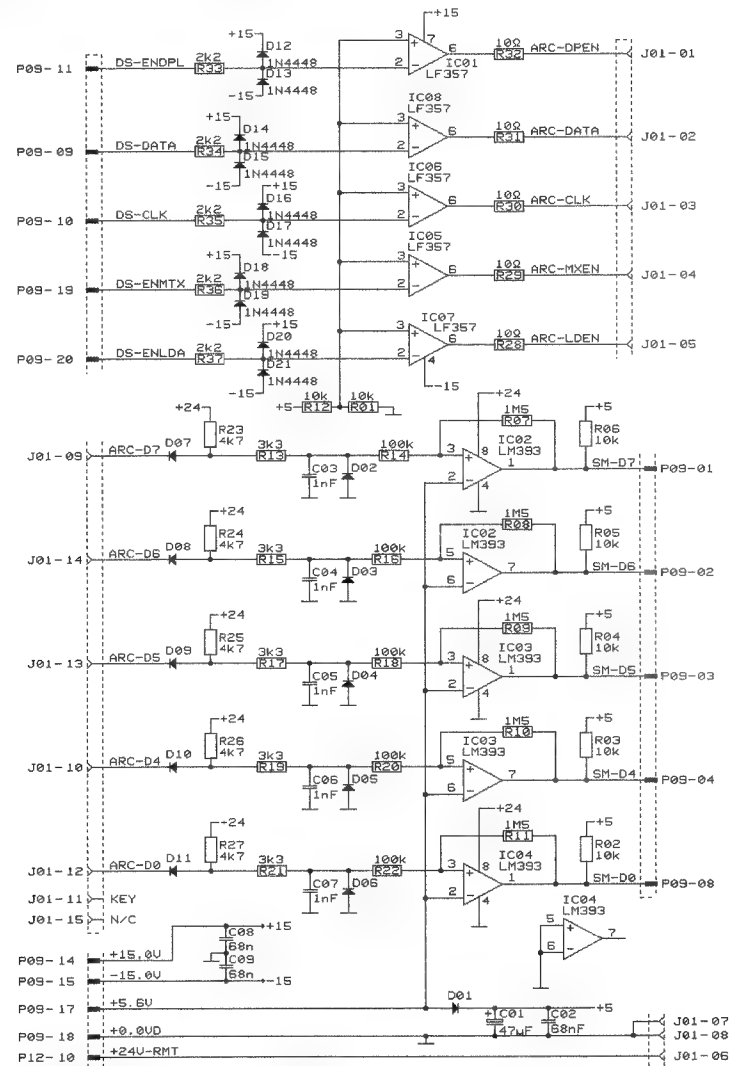 +15
+15
D12
P09-11
DS-ENDPL
2k2
R33
1N4448
D13
-15
3
7
2
6
IC01
LF357
10Ω
R32
ARC-DPEN
J01-01
+15
D14
P09-09
DS-DATA
2k2
R34
1N4448
D15
-15
IC08
LF357
3
2
6
10Ω
R31
ARC-DATA
J01-02
+15
D16
P09-10
DS-CLK
2k2
R35
1N4448
D17
-15
IC06
LF357
3
2
6
10Ω
R30
ARC-CLK
J01-03
D18
P09-19
DS-ENMTX
2k2
R36
1N4448
D19
-15
IC05
LF357
3
2
6
10Ω
R29
ARC-MXEN
J01-04
+15
D20
P09-20
DS-ENLDA
2k2
R37
1N4448
D21
-15
IC07
LF357
3
2
6
4
-15
10Ω
R28
ARC-LDEN
J01-05
+5
10k
R12
10k
R01
+24
R23
4k7
J01-09
ARC-D7
D07
3k3
R13
C03
1nF
D02
100k
R14
1M5
R07
+24
IC02
LM393
3
8
2
1
4
+5
R06
10k
SM-D7
P09-01
+24
R24
4k7
J01-14
ARC-D6
D08
3k3
R15
C04
1nF
D03
100k
R16
1M5
R08
IC02
LM393
5
6
7
+5
R05
10k
SM-D6
P09-02
+24
R25
4k7
J01-13
ARC-D5
D09
3k3
R17
C05
1nF
D04
100k
R18
+24
1M5
R09
IC03
LM393
3
8
2
1
4
+5
R04
10k
SM-D5
P09-03
+24
R26
4k7
J01-10
ARC-D4
D10
3k3
R19
C06
1nF
D05
100k
R20
1M5
R10
IC03
LM393
5
6
7
+5
R03
10k
SM-D4
P09-04
+24
R27
4k7
J01-12
ARC-D0
D11
3k3
R21
C07
1nF
D06
100k
R22
+24
1M5
R11
IC04
LM393
3
8
2
1
4
+5
R02
10k
SM-D0
P09-08
J01-11
KEY
J01-15
N/C
IC04
LM393
5
6
7
P09-14
+15.0V
C08
68n
+15
P09-15
-15.0V
C09
68n
-15
P09-17
+5.6V
D01
+
C01
47µF
C02
68nF
+5
P09-18
+0.0VD
J01-07
J01-08
P12-10
+24V-RMT
J01-06